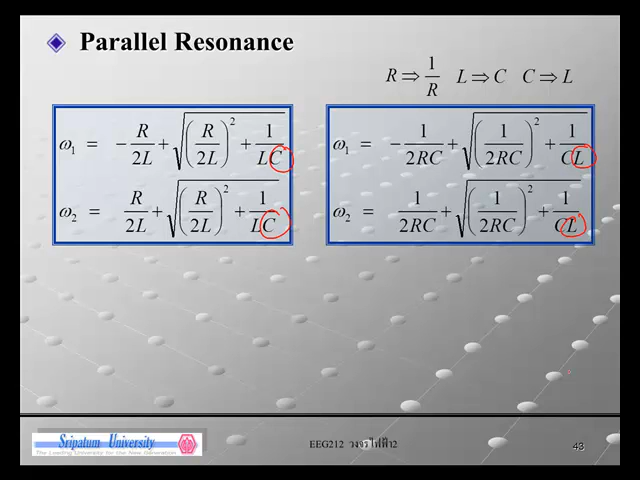 Parallel Resonance
R ⇒ 1/R L ⇒ C C ⇒ L
ω₁ = −R/2L + √((R/2L)² + 1/LC)
ω₂ = R/2L + √((R/2L)² + 1/LC)
ω₁ = −1/2RC + √((1/2RC)² + 1/CL)
ω₂ = 1/2RC + √((1/2RC)² + 1/CL)
Sripatum University
The Leading University for the New Generation
EEG212 วงจรไฟฟ้า2
43